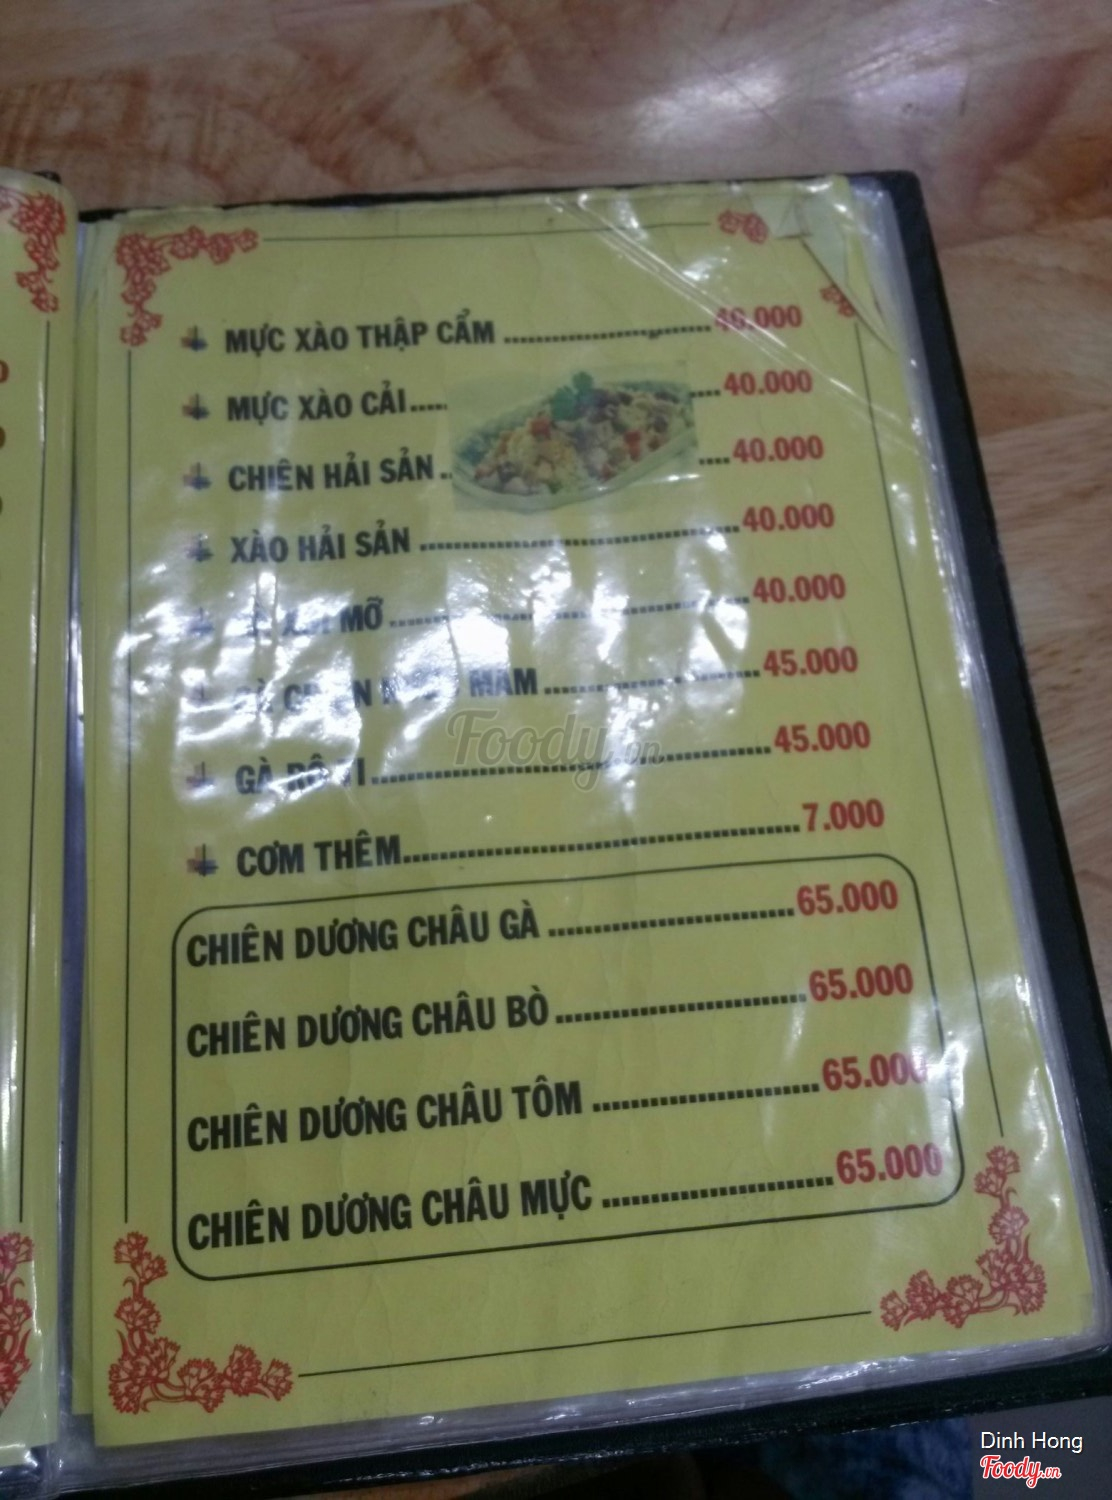 MỰC XÀO THẬP CẨM ........................ 40.000
MỰC XÀO CẢI..... ....40.000
CHIÊN HẢI SẢN .. ....40.000
XÀO HẢI SẢN ........................ 40.000
MỠ ........................ 40.000
MẮM ........................ 45.000
GÀ RÔ TI ........................ 45.000
CƠM THÊM ........................ 7.000
CHIÊN DƯƠNG CHÂU GÀ ........................ 65.000
CHIÊN DƯƠNG CHÂU BÒ ........................ 65.000
CHIÊN DƯƠNG CHÂU TÔM ........................ 65.000
CHIÊN DƯƠNG CHÂU MỰC ........................ 65.000
Foody.vn
Dinh Hong
Foody.vn